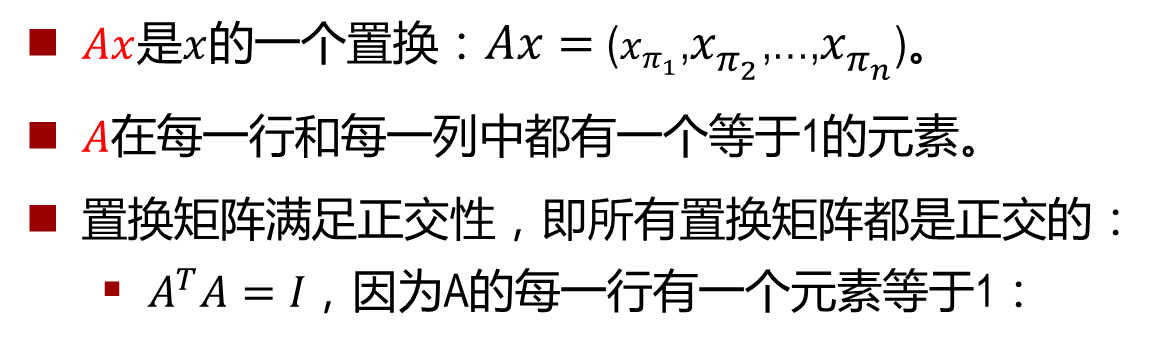 ■ Ax是x的一个置换：Ax = (x_{π_1},x_{π_2},…,x_{π_n})。
■ A在每一行和每一列中都有一个等于1的元素。
■ 置换矩阵满足正交性，即所有置换矩阵都是正交的：
▪ A^T A = I，因为A的每一行有一个元素等于1：